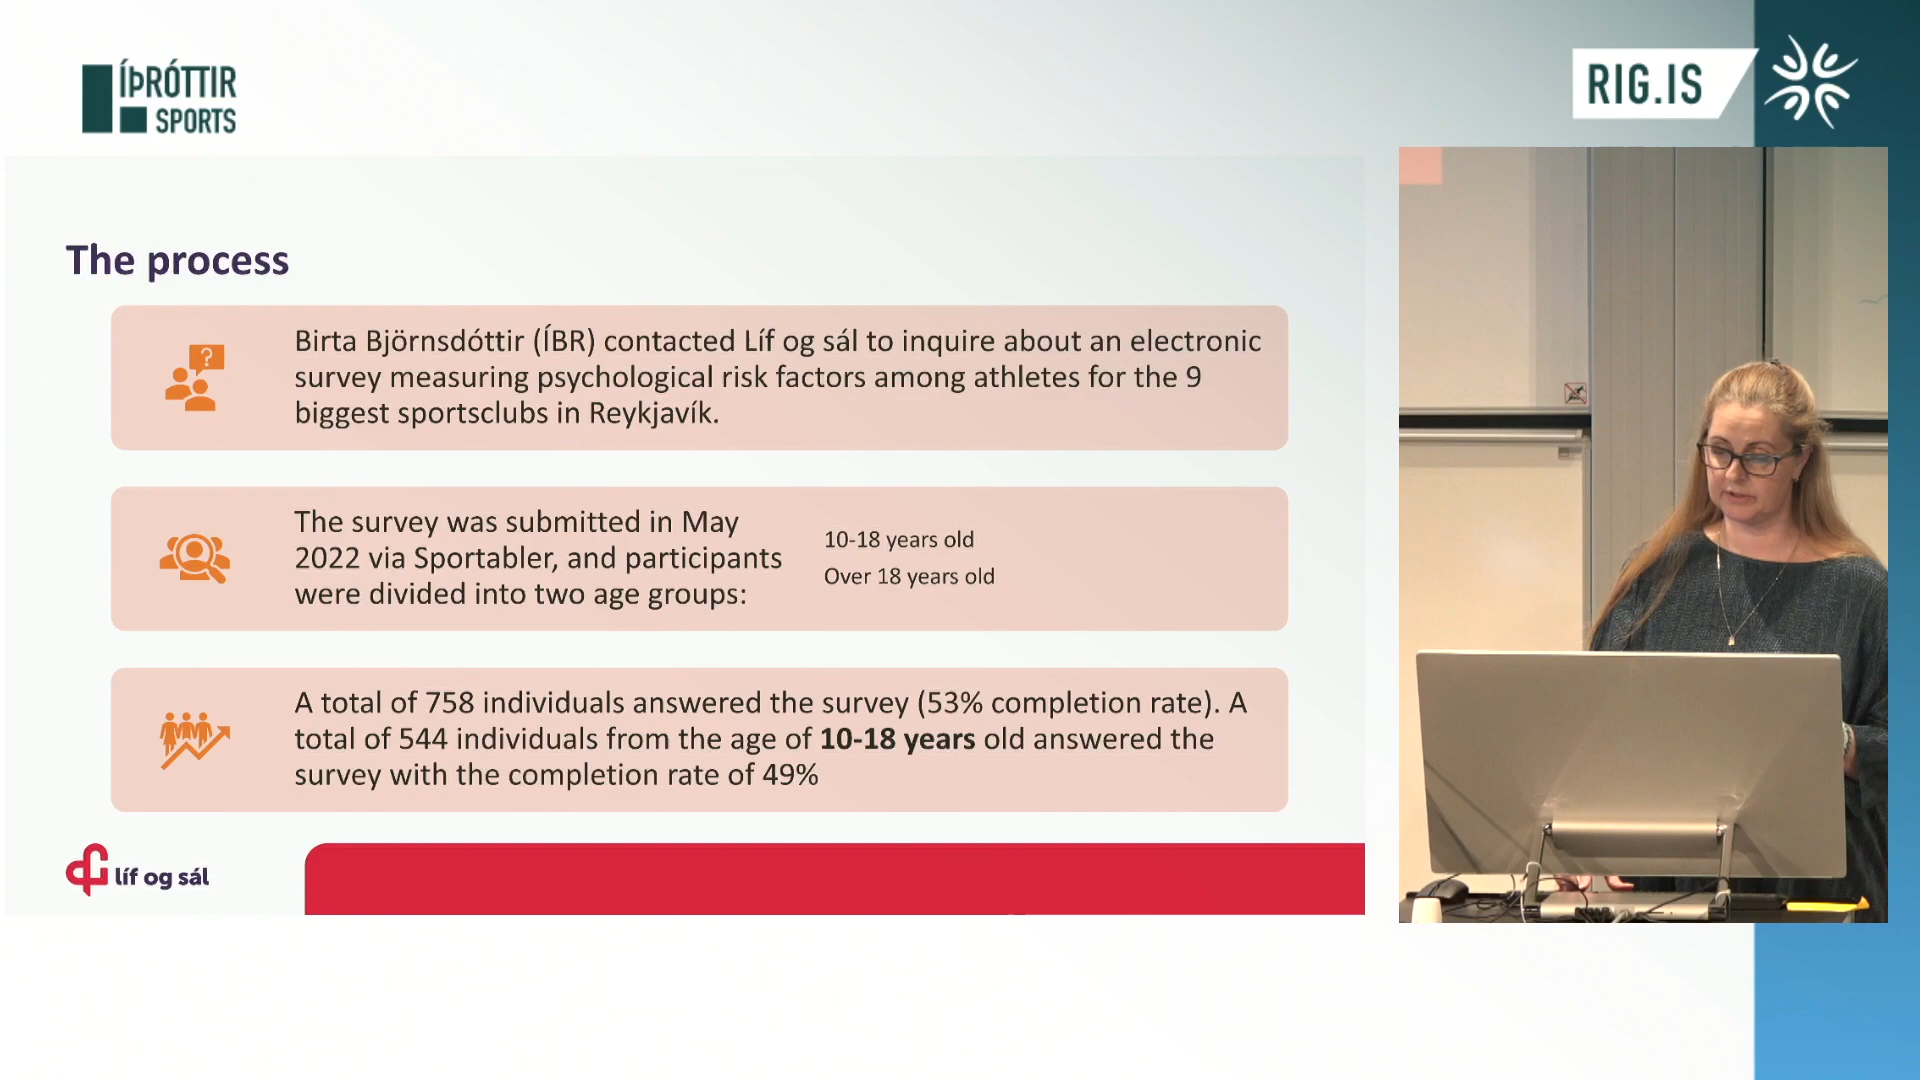 ÍÞRÓTTIR
SPORTS
RIG.IS
The process
?
Birta Björnsdóttir (ÍBR) contacted Líf og sál to inquire about an electronic
survey measuring psychological risk factors among athletes for the 9
biggest sportsclubs in Reykjavík.
The survey was submitted in May
2022 via Sportabler, and participants
were divided into two age groups:
10-18 years old
Over 18 years old
A total of 758 individuals answered the survey (53% completion rate). A
total of 544 individuals from the age of 10-18 years old answered the
survey with the completion rate of 49%
líf og sál